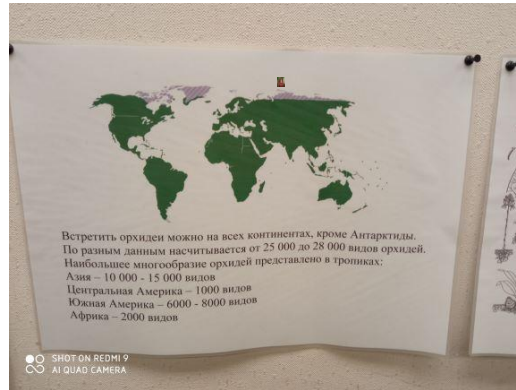 Встретить орхидеи можно на всех континентах, кроме Антарктиды.
По разным данным насчитывается от 25 000 до 28 000 видов орхидей.
Наибольшее многообразие орхидей представлено в тропиках:
Азия – 10 000 - 15 000 видов
Центральная Америка – 1000 видов
Южная Америка – 6000 - 8000 видов
Африка – 2000 видов
SHOT ON REDMI 9
AI QUAD CAMERA